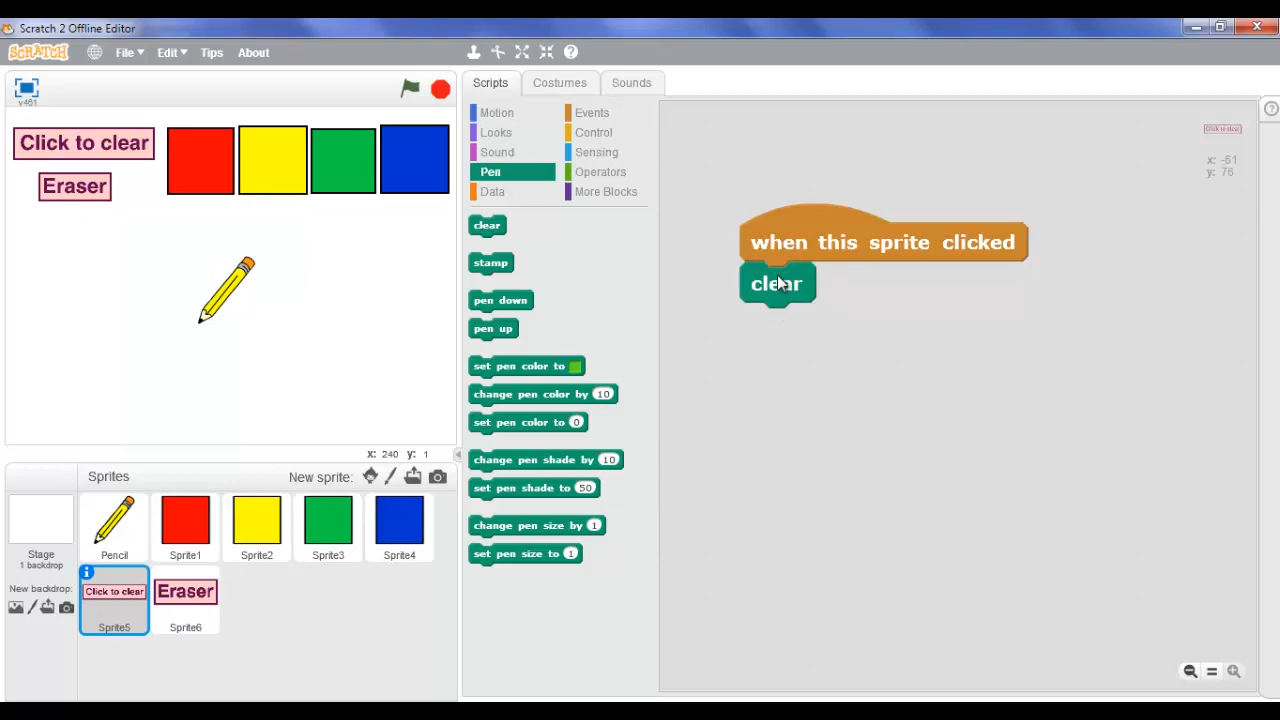 Scratch 2 Offline Editor
SCRATCH
File Edit Tips About
v461
Click to clear
Eraser
x: 240 y: 1
Sprites New sprite:
Stage
1 backdrop
New backdrop:
Pencil
Sprite1
Sprite2
Sprite3
Sprite4
Click to clear
Sprite5
Eraser
Sprite6
Scripts Costumes Sounds
Motion Events
Looks Control
Sound Sensing
Pen Operators
Data More Blocks
clear
stamp
pen down
pen up
set pen color to
change pen color by 10
set pen color to 0
change pen shade by 10
set pen shade to 50
change pen size by 1
set pen size to 1
when this sprite clicked
clear
Click to clear
x: -61
y: 76